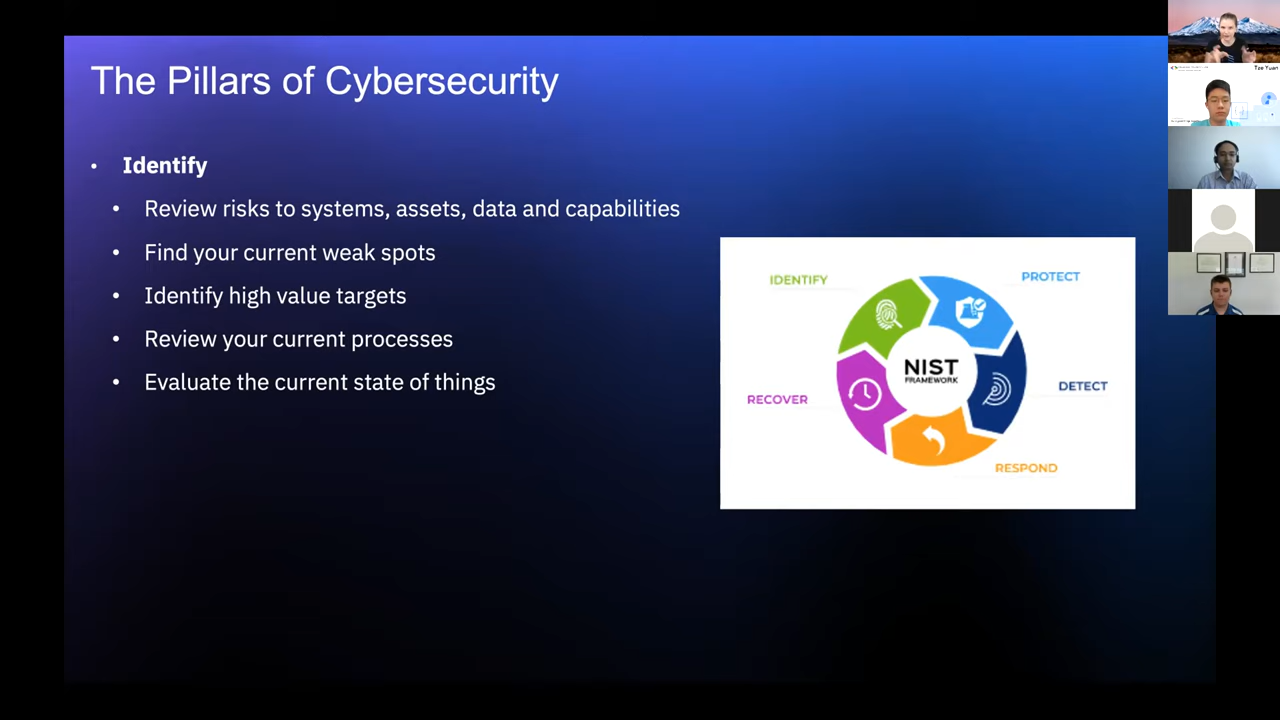 The Pillars of Cybersecurity
Identify
Review risks to systems, assets, data and capabilities
Find your current weak spots
Identify high value targets
Review your current processes
Evaluate the current state of things
IDENTIFY
PROTECT
NIST
FRAMEWORK
RECOVER
DETECT
RESPOND
Tze Yuan